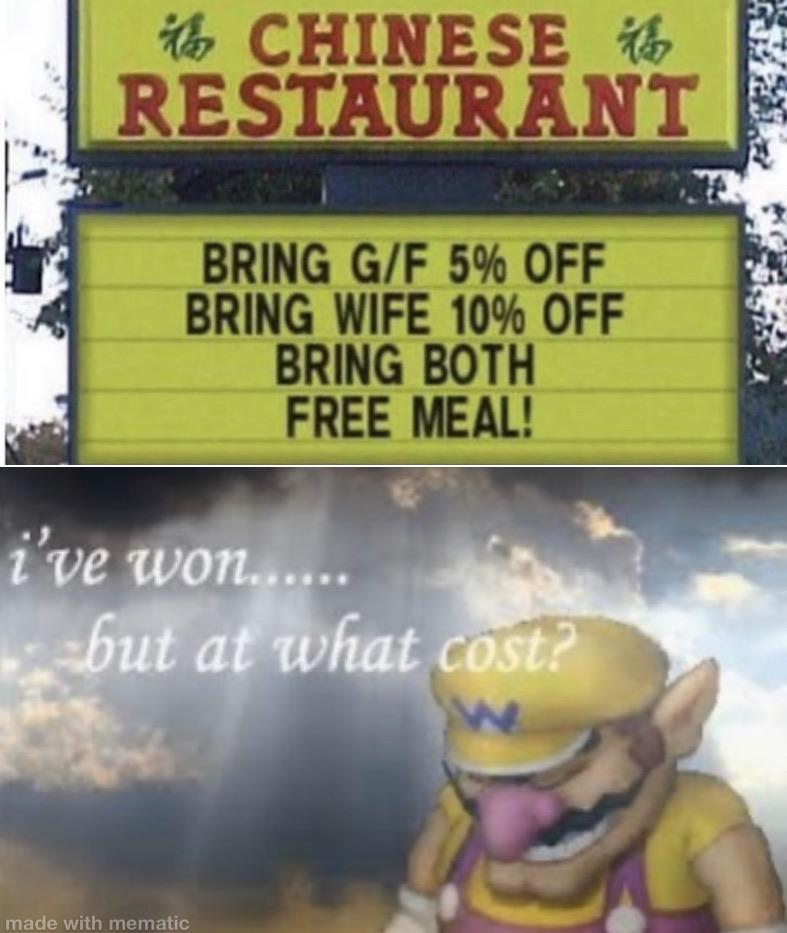 福 CHINESE 福
RESTAURANT
BRING G/F 5% OFF
BRING WIFE 10% OFF
BRING BOTH
FREE MEAL!
i've won......
but at what cost?
W
made with mematic